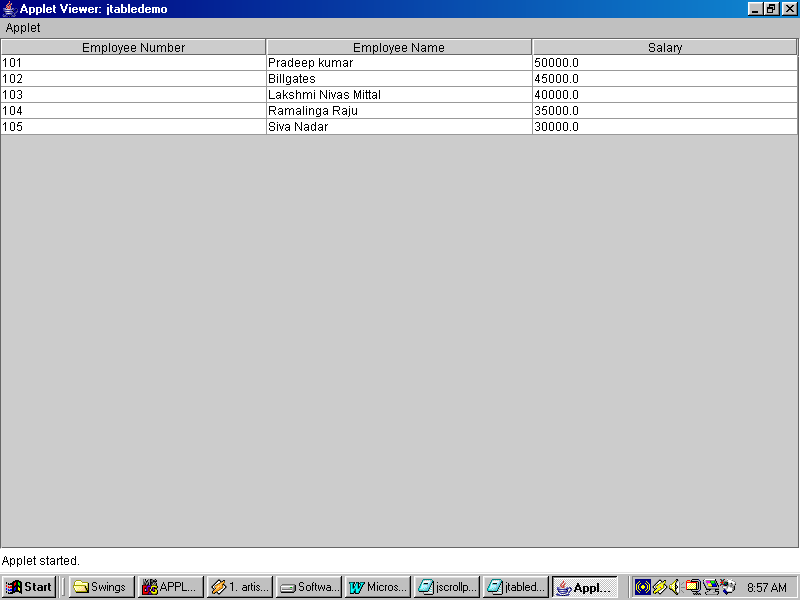 Applet Viewer: jtabledemo
Applet
Employee Number Employee Name Salary
101 Pradeep kumar 50000.0
102 Billgates 45000.0
103 Lakshmi Nivas Mittal 40000.0
104 Ramalinga Raju 35000.0
105 Siva Nadar 30000.0
Applet started.
Start Swings APPL... 1. artis... Softwa... Micros... jscrollp... jtabled... Appl... 8:57 AM